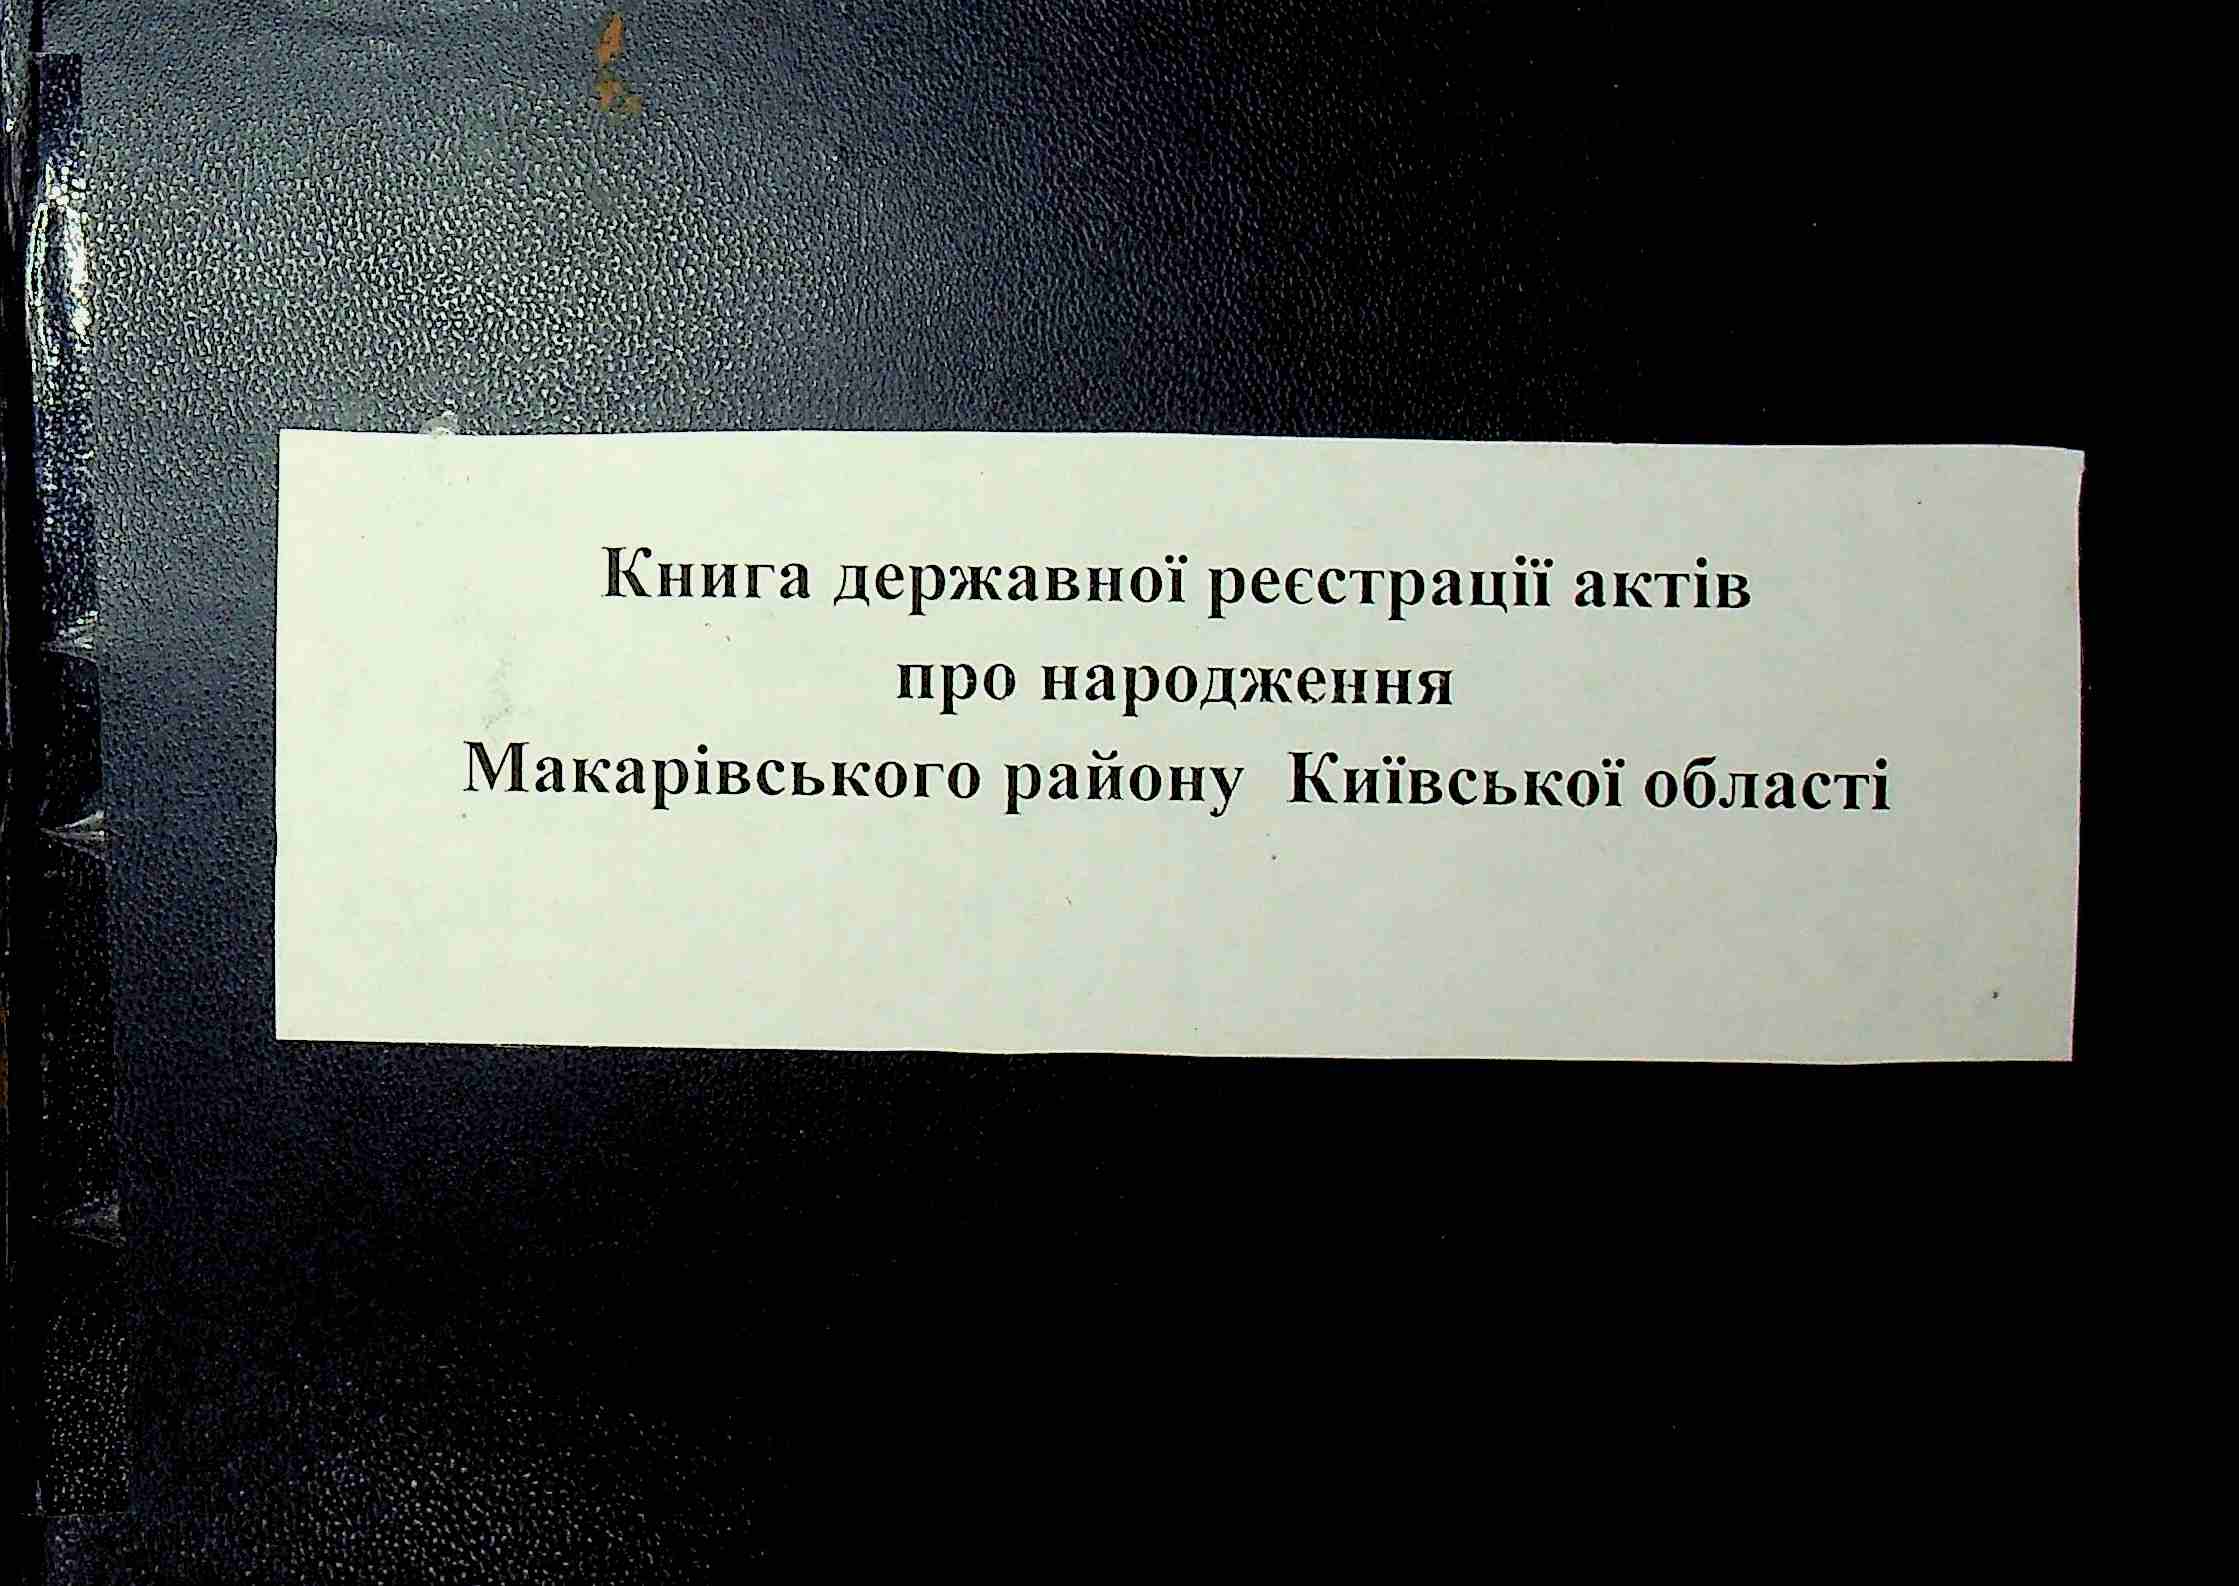 Книга державної реєстрації актів
про народження
Макарівського району Київської області